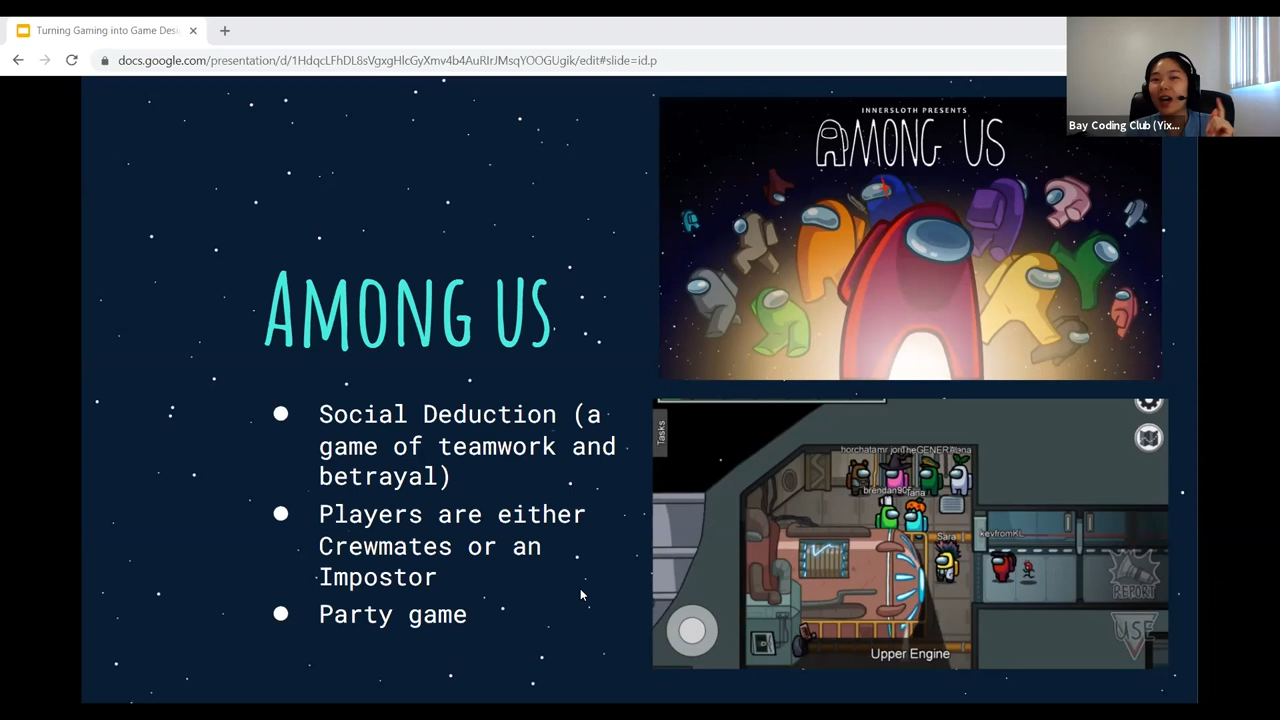 Turning Gaming into Game Des
docs.google.com/presentation/d/1HdqcLFhDL8sVgxgHlcGyXmv4b4AuRIrJMsqYOOGUgik/edit#slide=id.p
Bay Coding Club (Yix...
INNERSLOTH PRESENTS
AMONG US
AMONG US
● Social Deduction (a
game of teamwork and
betrayal)
● Players are either
Crewmates or an
Impostor
● Party game
Tasks
brendan90f
Sara
kevfromKL
REPORT
USE
Upper Engine